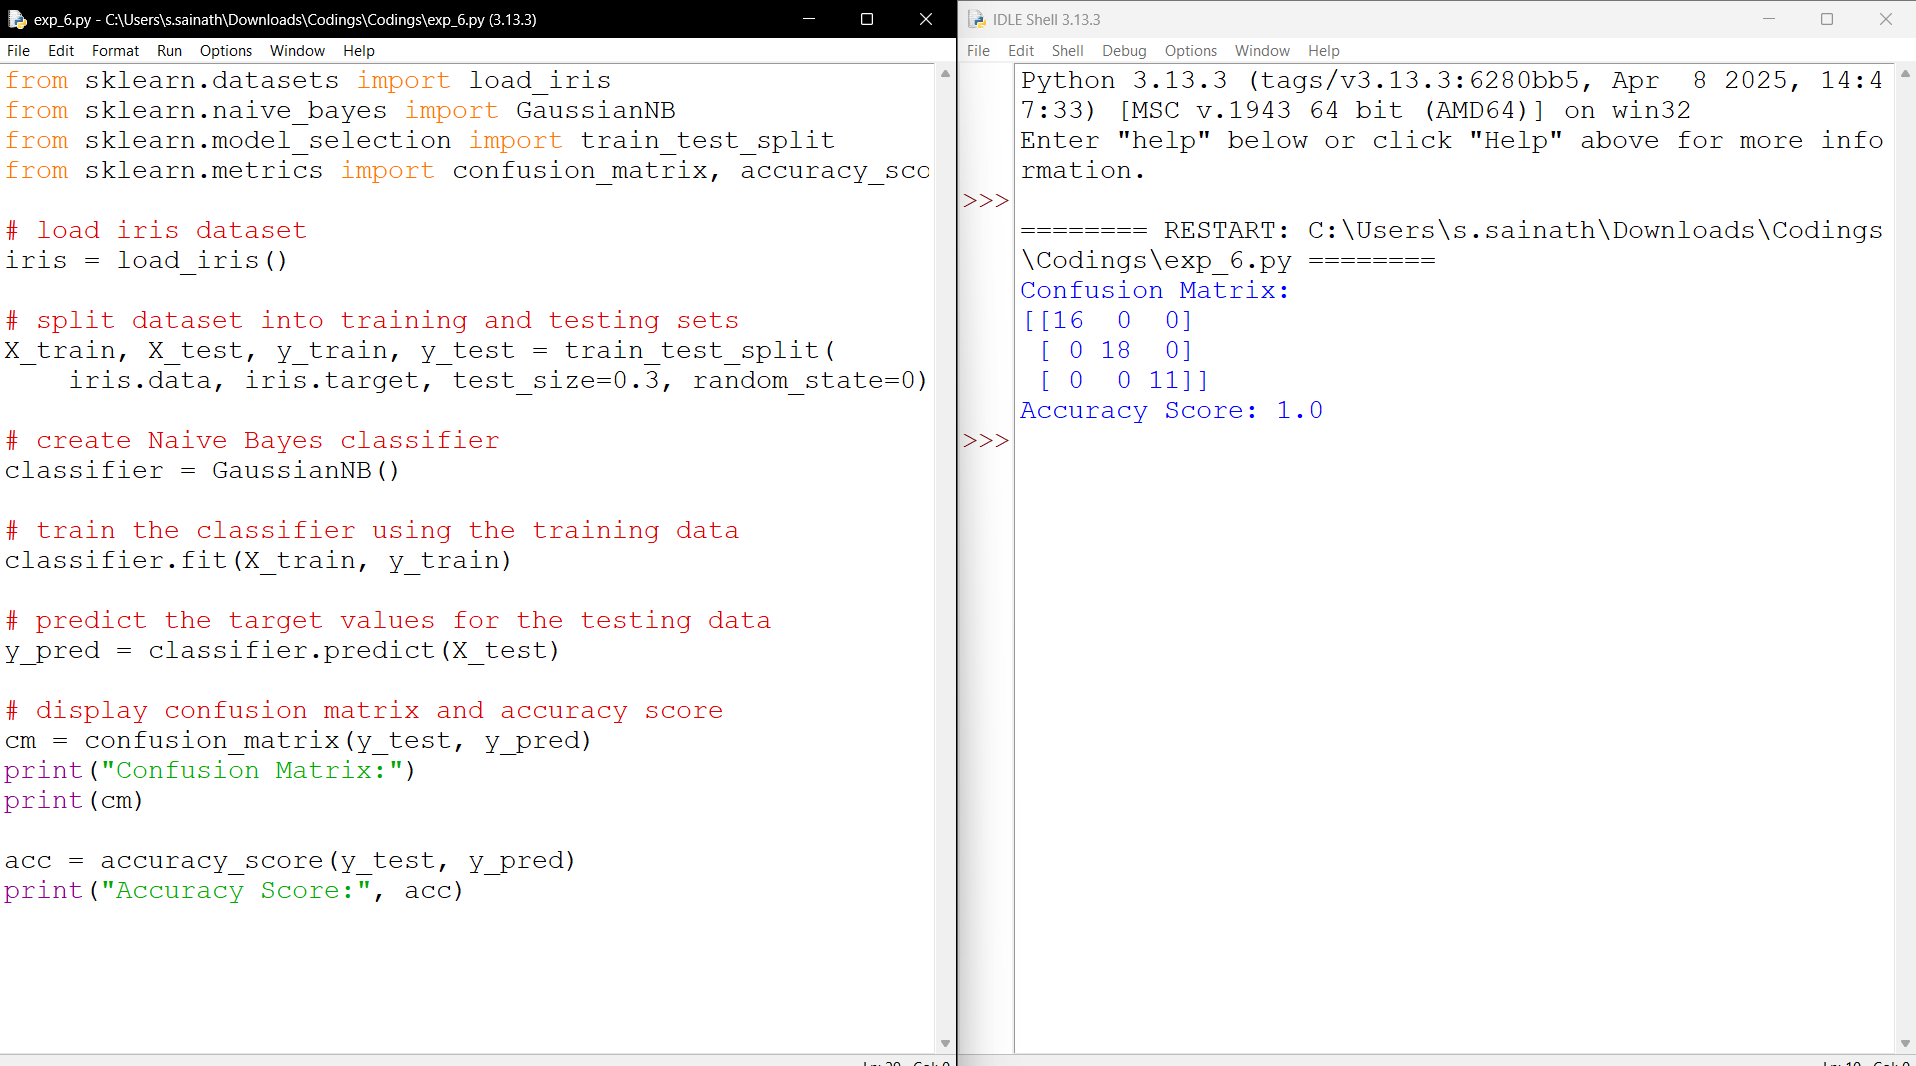 exp_6.py - C:\Users\s.sainath\Downloads\Codings\Codings\exp_6.py (3.13.3)
File Edit Format Run Options Window Help
from sklearn.datasets import load_iris
from sklearn.naive_bayes import GaussianNB
from sklearn.model_selection import train_test_split
from sklearn.metrics import confusion_matrix, accuracy_sco
# load iris dataset
iris = load_iris()
# split dataset into training and testing sets
X_train, X_test, y_train, y_test = train_test_split(
    iris.data, iris.target, test_size=0.3, random_state=0)
# create Naive Bayes classifier
classifier = GaussianNB()
# train the classifier using the training data
classifier.fit(X_train, y_train)
# predict the target values for the testing data
y_pred = classifier.predict(X_test)
# display confusion matrix and accuracy score
cm = confusion_matrix(y_test, y_pred)
print("Confusion Matrix:")
print(cm)
acc = accuracy_score(y_test, y_pred)
print("Accuracy Score:", acc)
IDLE Shell 3.13.3
File Edit Shell Debug Options Window Help
Python 3.13.3 (tags/v3.13.3:6280bb5, Apr  8 2025, 14:4
7:33) [MSC v.1943 64 bit (AMD64)] on win32
Enter "help" below or click "Help" above for more info
rmation.
>>>
======== RESTART: C:\Users\s.sainath\Downloads\Codings
\Codings\exp_6.py ========
Confusion Matrix:
[[16  0  0]
 [ 0 18  0]
 [ 0  0 11]]
Accuracy Score: 1.0
>>>